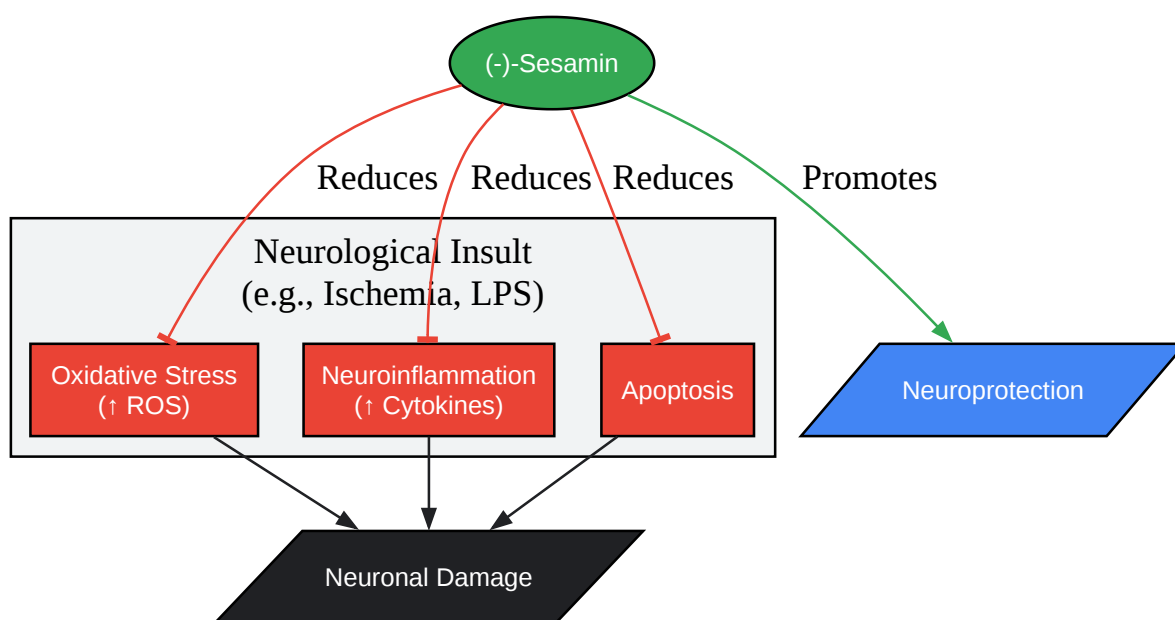 (-)-Sesamin
Reduces
Reduces
Reduces
Promotes
Neurological Insult
(e.g., Ischemia, LPS)
Oxidative Stress
(↑ ROS)
Neuroinflammation
(↑ Cytokines)
Apoptosis
Neuroprotection
Neuronal Damage